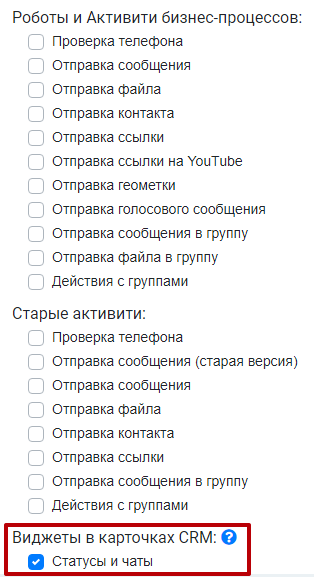 Роботы и Активити бизнес-процессов:
Проверка телефона
Отправка сообщения
Отправка файла
Отправка контакта
Отправка ссылки
Отправка ссылки на YouTube
Отправка геометки
Отправка голосового сообщения
Отправка сообщения в группу
Отправка файла в группу
Действия с группами
Старые активити:
Проверка телефона
Отправка сообщения (старая версия)
Отправка сообщения
Отправка файла
Отправка контакта
Отправка ссылки
Отправка сообщения в группу
Действия с группами
Виджеты в карточках CRM: ?
Статусы и чаты